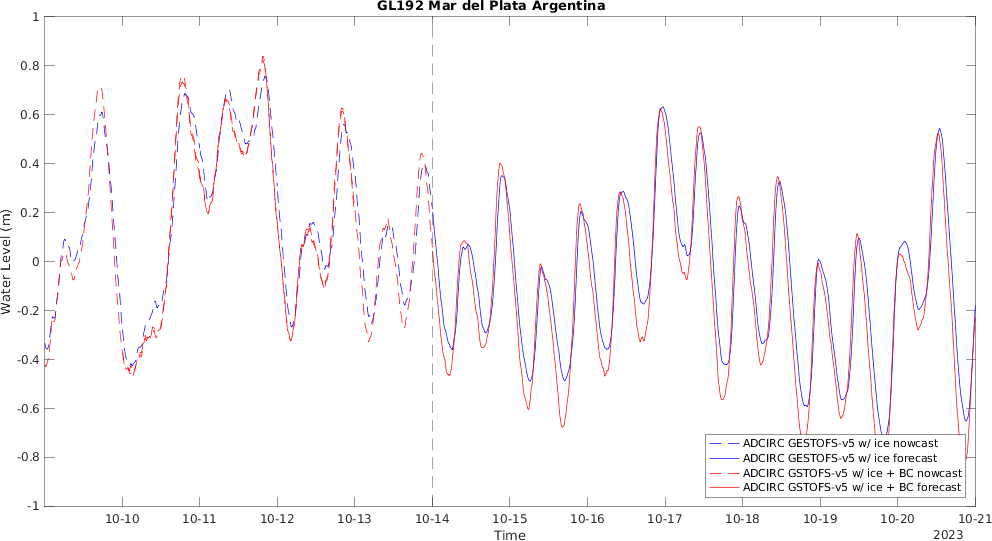 GL192 Mar del Plata Argentina
1
0.8
0.6
0.4
0.2
0
-0.2
-0.4
-0.6
-0.8
-1
Water Level (m)
ADCIRC GESTOFS-v5 w/ ice nowcast
ADCIRC GESTOFS-v5 w/ ice forecast
ADCIRC GSTOFS-v5 w/ ice + BC nowcast
ADCIRC GSTOFS-v5 w/ ice + BC forecast
10-10 10-11 10-12 10-13 10-14 10-15 10-16 10-17 10-18 10-19 10-20 10-21
Time
2023